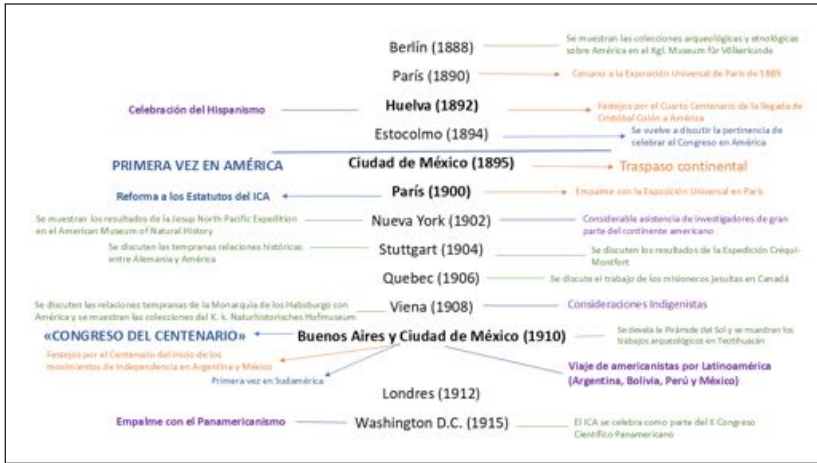 Berlín (1888)
Se muestran las colecciones arqueológicas y etnológicas
sobre América en el Kgl. Museum für Völkerkunde
París (1890)
Cercano a la Exposición Universal de París de 1889
Celebración del Hispanismo
Huelva (1892)
Festejos por el Cuarto Centenario de la llegada de
Cristóbal Colón a América
Estocolmo (1894)
Se vuelve a discutir la pertinencia de
celebrar el Congreso en América
PRIMERA VEZ EN AMÉRICA
Ciudad de México (1895)
Traspaso continental
Reforma a los Estatutos del ICA
París (1900)
Empalme con la Exposición Universal en París
Se muestran los resultados de la Jesup North Pacific Expedition
en el American Museum of Natural History
Nueva York (1902)
Considerable asistencia de investigadores de gran
parte del continente americano
Se discuten las tempranas relaciones históricas
entre Alemania y América
Stuttgart (1904)
Se discuten los resultados de la Expedición Créqui-
Montfort
Quebec (1906)
Se discute el trabajo de los misioneros jesuitas en Canadá
Se discuten las relaciones tempranas de la Monarquía de los Habsburgo con
América y se muestran las colecciones del K. k. Naturhistorisches Hofmuseum
Viena (1908)
Consideraciones Indigenistas
«CONGRESO DEL CENTENARIO»
Buenos Aires y Ciudad de México (1910)
Se devela la Pirámide del Sol y se muestran los
trabajos arqueológicos en Teotihuacán
Festejos por el Centenario del inicio de los
movimientos de Independencia en Argentina y México
Primera vez en Sudamérica
Viaje de americanistas por Latinoamérica
(Argentina, Bolivia, Perú y México)
Londres (1912)
Empalme con el Panamericanismo
Washington D.C. (1915)
El ICA se celebra como parte del II Congreso
Científico Panamericano